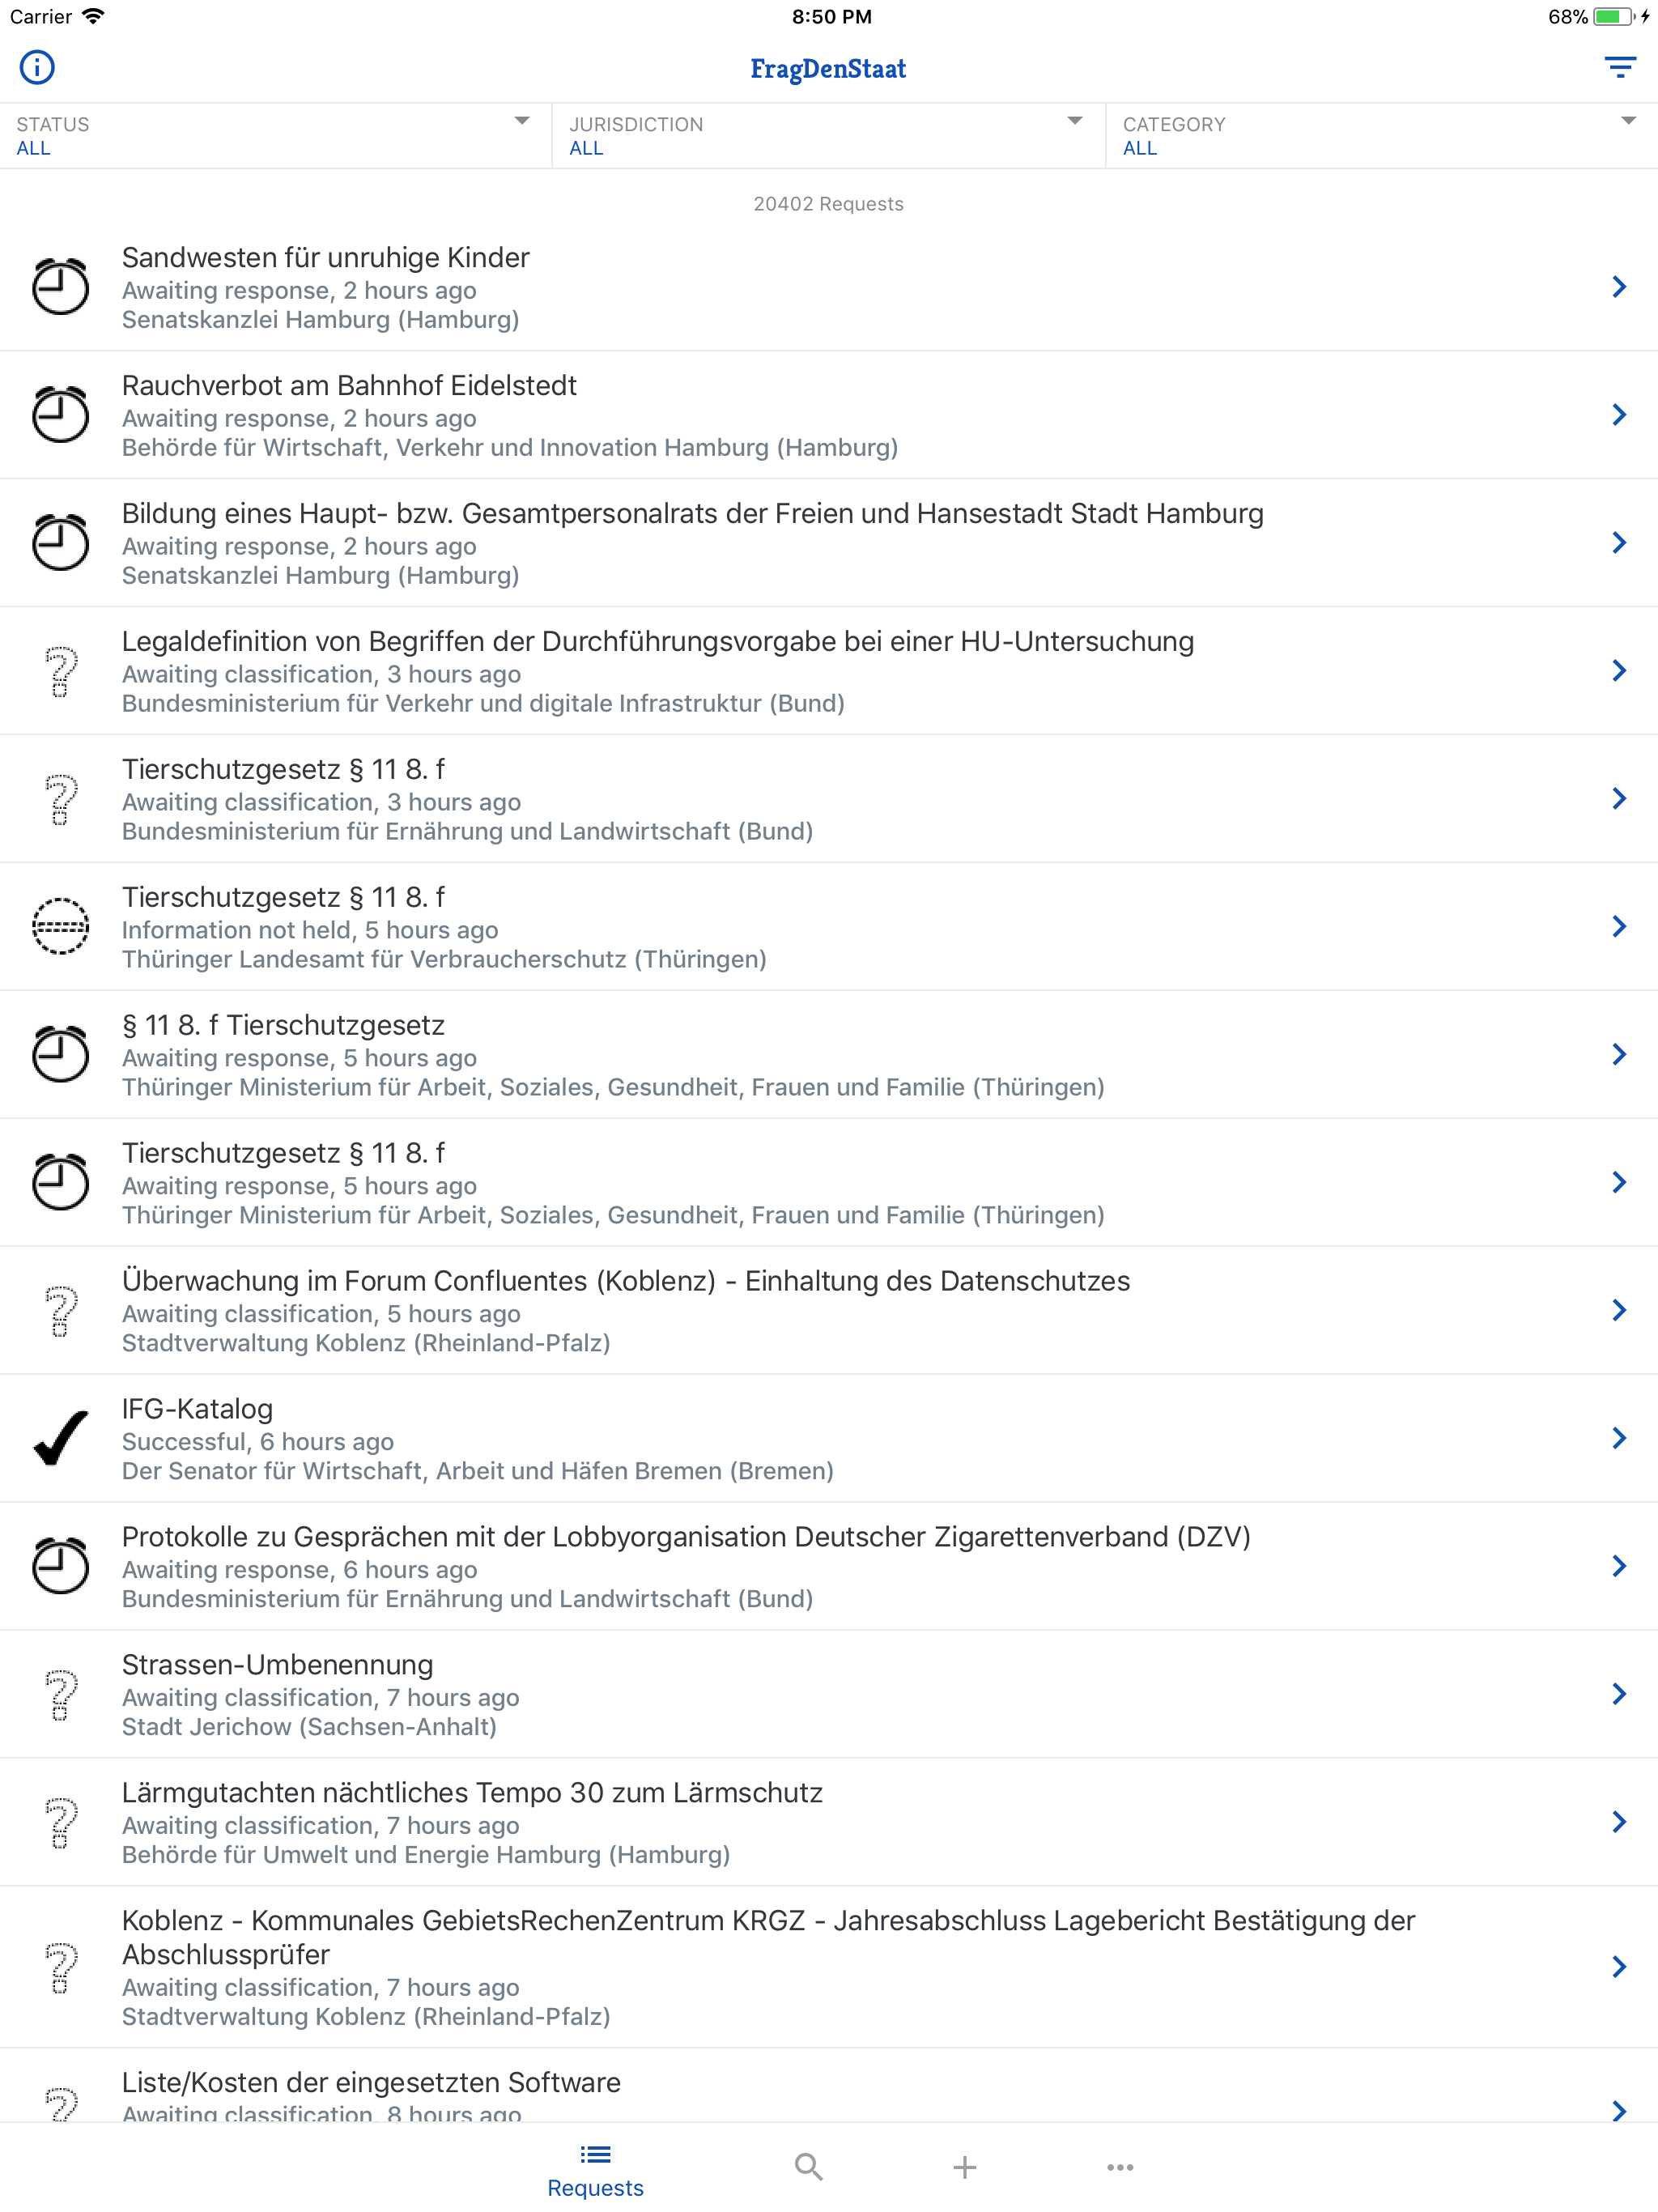 Carrier 8:50 PM 68%
FragDenStaat
STATUS JURISDICTION CATEGORY
ALL ALL ALL
20402 Requests
Sandwesten für unruhige Kinder
Awaiting response, 2 hours ago
Senatskanzlei Hamburg (Hamburg)
Rauchverbot am Bahnhof Eidelstedt
Awaiting response, 2 hours ago
Behörde für Wirtschaft, Verkehr und Innovation Hamburg (Hamburg)
Bildung eines Haupt- bzw. Gesamtpersonalrats der Freien und Hansestadt Stadt Hamburg
Awaiting response, 2 hours ago
Senatskanzlei Hamburg (Hamburg)
Legaldefinition von Begriffen der Durchführungsvorgabe bei einer HU-Untersuchung
Awaiting classification, 3 hours ago
Bundesministerium für Verkehr und digitale Infrastruktur (Bund)
Tierschutzgesetz § 11 8. f
Awaiting classification, 3 hours ago
Bundesministerium für Ernährung und Landwirtschaft (Bund)
Tierschutzgesetz § 11 8. f
Information not held, 5 hours ago
Thüringer Landesamt für Verbraucherschutz (Thüringen)
§ 11 8. f Tierschutzgesetz
Awaiting response, 5 hours ago
Thüringer Ministerium für Arbeit, Soziales, Gesundheit, Frauen und Familie (Thüringen)
Tierschutzgesetz § 11 8. f
Awaiting response, 5 hours ago
Thüringer Ministerium für Arbeit, Soziales, Gesundheit, Frauen und Familie (Thüringen)
Überwachung im Forum Confluentes (Koblenz) - Einhaltung des Datenschutzes
Awaiting classification, 5 hours ago
Stadtverwaltung Koblenz (Rheinland-Pfalz)
IFG-Katalog
Successful, 6 hours ago
Der Senator für Wirtschaft, Arbeit und Häfen Bremen (Bremen)
Protokolle zu Gesprächen mit der Lobbyorganisation Deutscher Zigarettenverband (DZV)
Awaiting response, 6 hours ago
Bundesministerium für Ernährung und Landwirtschaft (Bund)
Strassen-Umbenennung
Awaiting classification, 7 hours ago
Stadt Jerichow (Sachsen-Anhalt)
Lärmgutachten nächtliches Tempo 30 zum Lärmschutz
Awaiting classification, 7 hours ago
Behörde für Umwelt und Energie Hamburg (Hamburg)
Koblenz - Kommunales GebietsRechenZentrum KRGZ - Jahresabschluss Lagebericht Bestätigung der
Abschlussprüfer
Awaiting classification, 7 hours ago
Stadtverwaltung Koblenz (Rheinland-Pfalz)
Liste/Kosten der eingesetzten Software
Awaiting classification, 8 hours ago
Requests